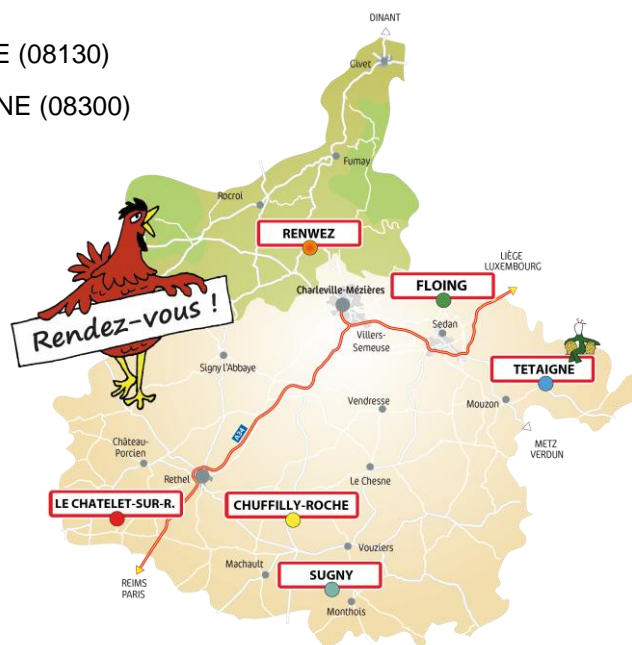 DINANT
E (08130)
Givet
NE (08300)
Fumay
Rocroi
RENWEZ
LIÈGE
LUXEMBOURG
FLOING
Charleville-Mézières
Rendez-vous !
Sedan
Villers-
Semeuse
Signy l'Abbaye
TETAIGNE
Vendresse
Mouzon
A34
Château-
Porcien
METZ
VERDUN
Rethel
Le Chesne
LE CHATELET-SUR-R.
CHUFFILLY-ROCHE
Vouziers
Machault
SUGNY
REIMS
PARIS
Monthois